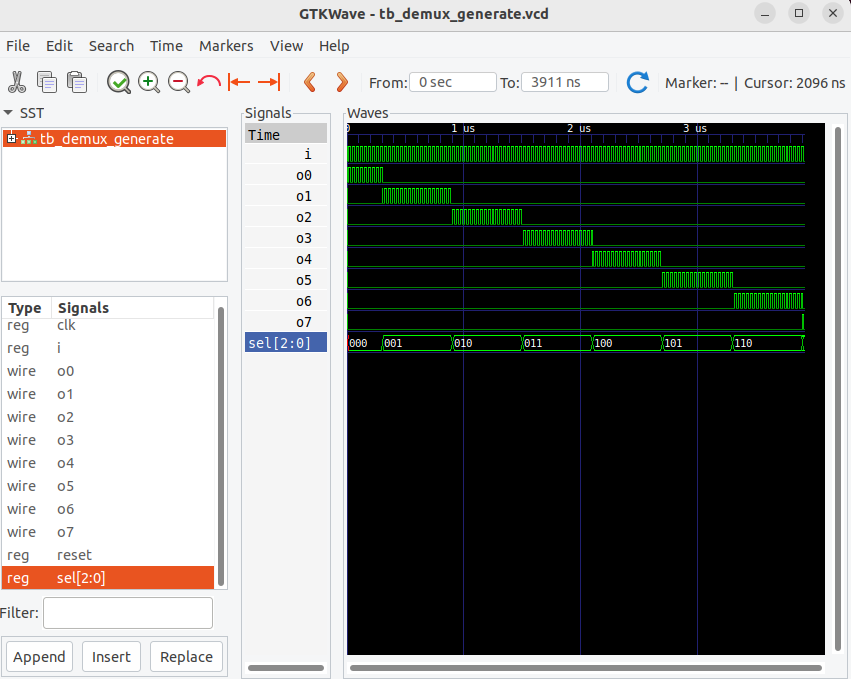 GTKWave - tb_demux_generate.vcd
File Edit Search Time Markers View Help
From: 0 sec To: 3911 ns Marker: -- | Cursor: 2096 ns
SST
tb_demux_generate
Type Signals
reg clk
reg i
wire o0
wire o1
wire o2
wire o3
wire o4
wire o5
wire o6
wire o7
reg reset
reg sel[2:0]
Filter:
Append Insert Replace
Signals
Time
i
o0
o1
o2
o3
o4
o5
o6
o7
sel[2:0]
Waves
0 1 us 2 us 3 us
000 001 010 011 100 101 110